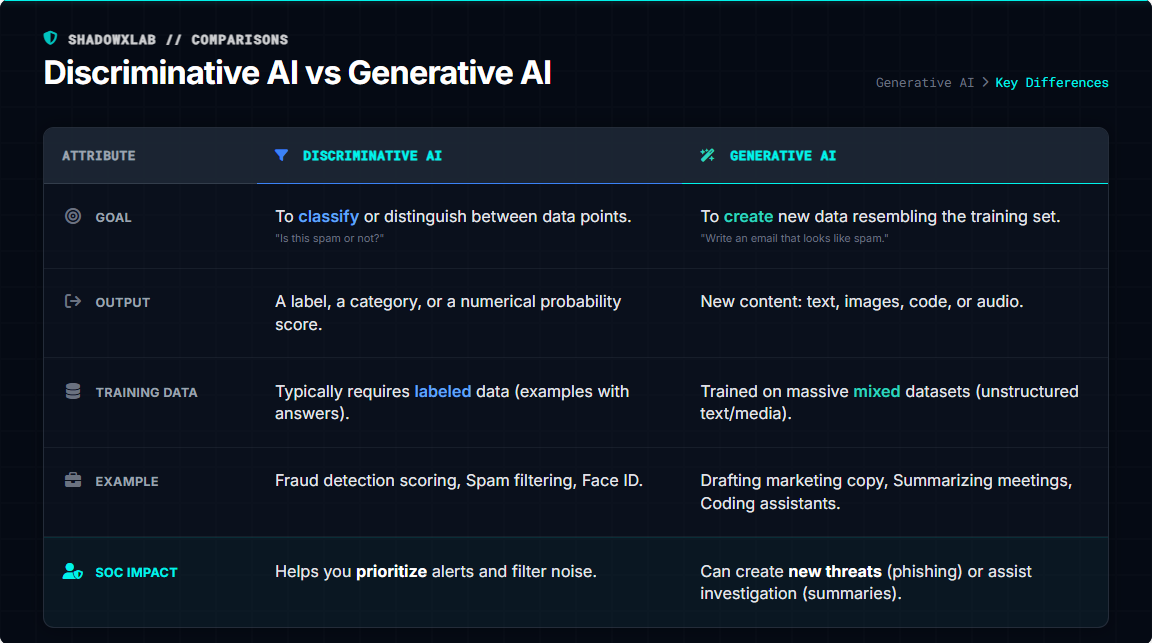 SHADOWXLAB // COMPARISONS
Discriminative AI vs Generative AI
Generative AI > Key Differences
ATTRIBUTE
DISCRIMINATIVE AI
GENERATIVE AI
GOAL
To classify or distinguish between data points.
"Is this spam or not?"
To create new data resembling the training set.
"Write an email that looks like spam."
OUTPUT
A label, a category, or a numerical probability
score.
New content: text, images, code, or audio.
TRAINING DATA
Typically requires labeled data (examples with
answers).
Trained on massive mixed datasets (unstructured
text/media).
EXAMPLE
Fraud detection scoring, Spam filtering, Face ID.
Drafting marketing copy, Summarizing meetings,
Coding assistants.
SOC IMPACT
Helps you prioritize alerts and filter noise.
Can create new threats (phishing) or assist
investigation (summaries).